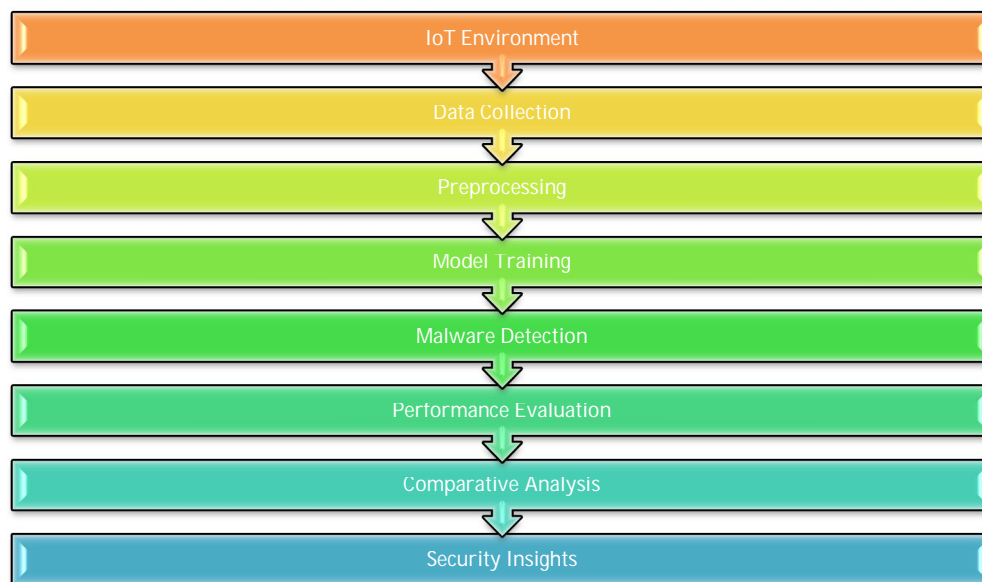 IoT Environment
Data Collection
Preprocessing
Model Training
Malware Detection
Performance Evaluation
Comparative Analysis
Security Insights